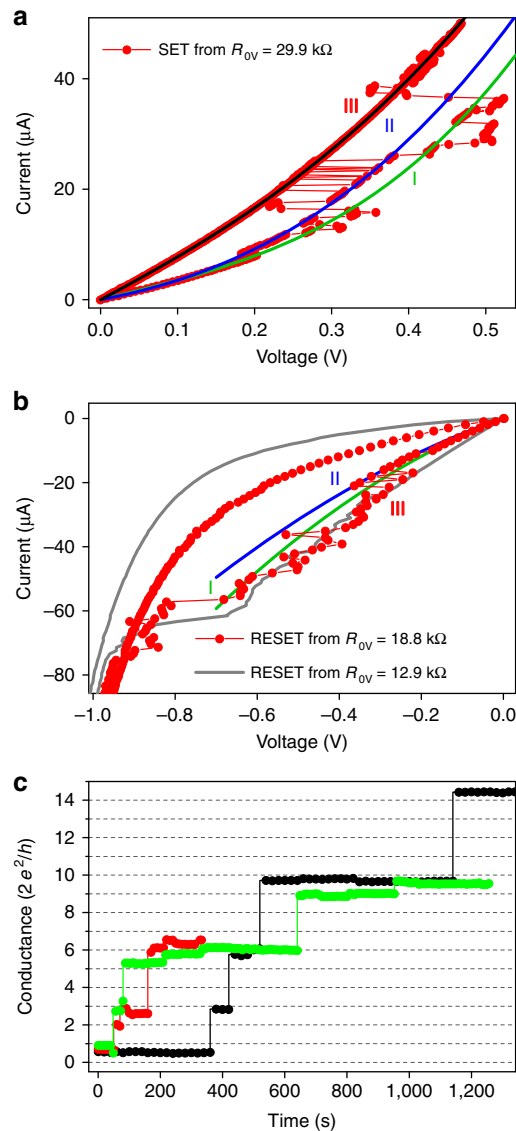 a
SET from R0V = 29.9 kΩ
III
II
I
40
20
0
Current (µA)
0.0 0.1 0.2 0.3 0.4 0.5
Voltage (V)
b
0
−20
−40
−60
−80
Current (µA)
II
III
I
RESET from R0V = 18.8 kΩ
RESET from R0V = 12.9 kΩ
−1.0 −0.8 −0.6 −0.4 −0.2 0.0
Voltage (V)
c
14
12
10
8
6
4
2
0
Conductance (2 e²/h)
0 200 400 600 800 1,000 1,200
Time (s)